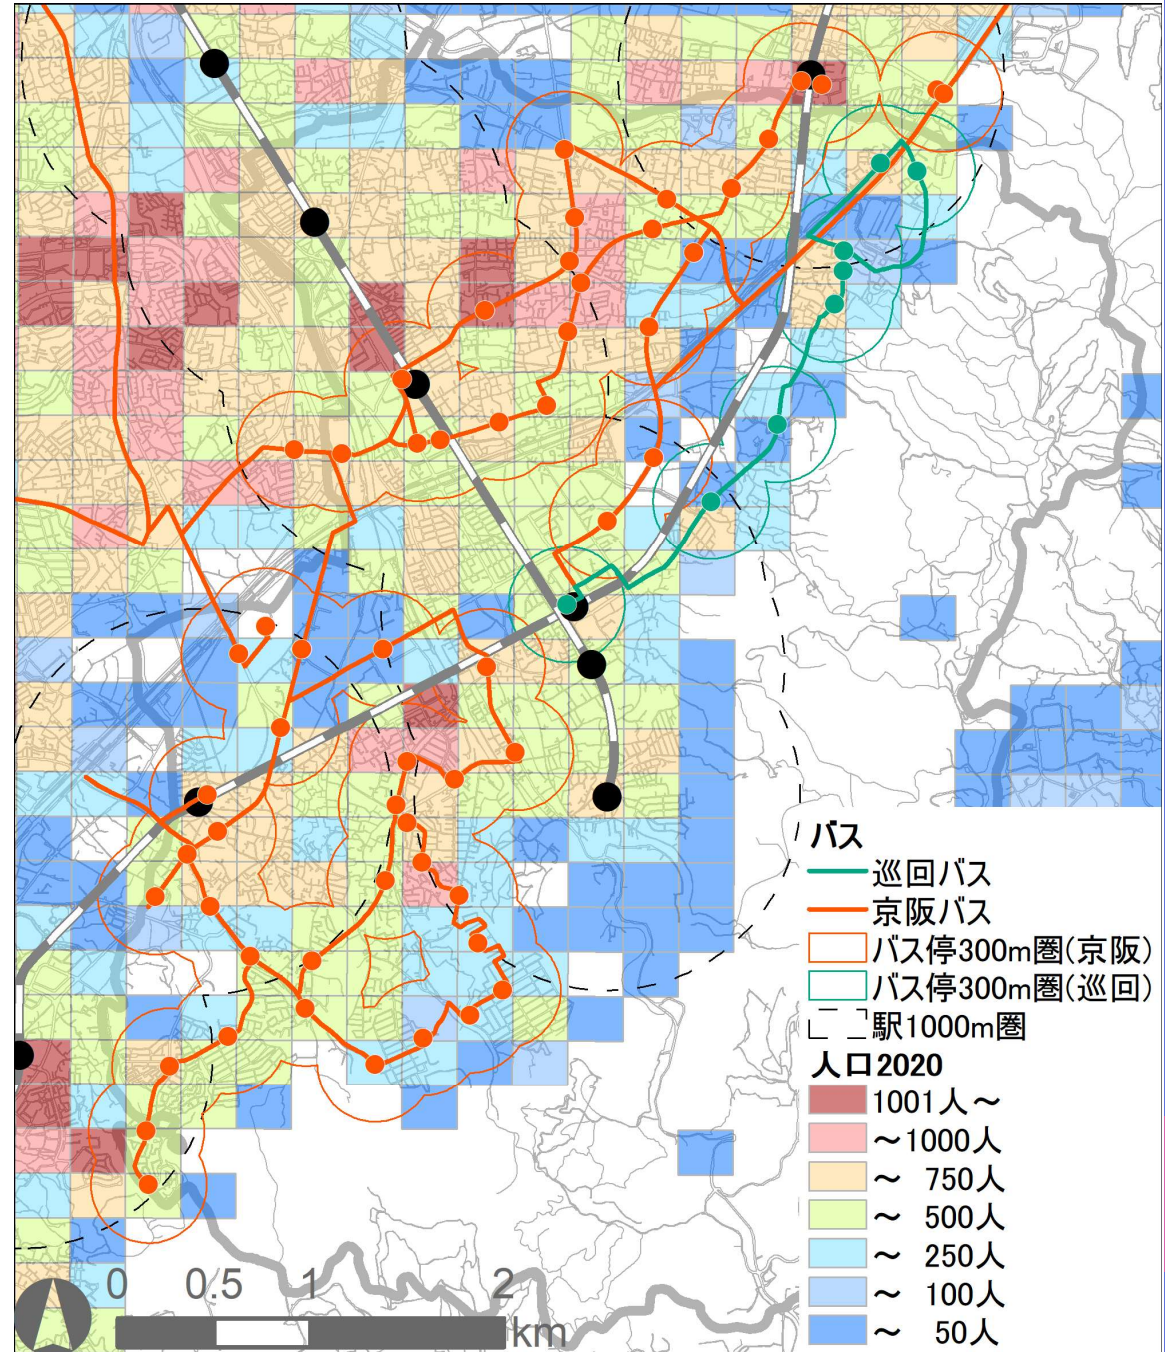 バス
巡回バス
京阪バス
バス停300m圏(京阪)
バス停300m圏(巡回)
駅1000m圏
人口2020
1001人～
～1000人
～ 750人
～ 500人
～ 250人
～ 100人
～ 50人
0 0.5 1 2
km